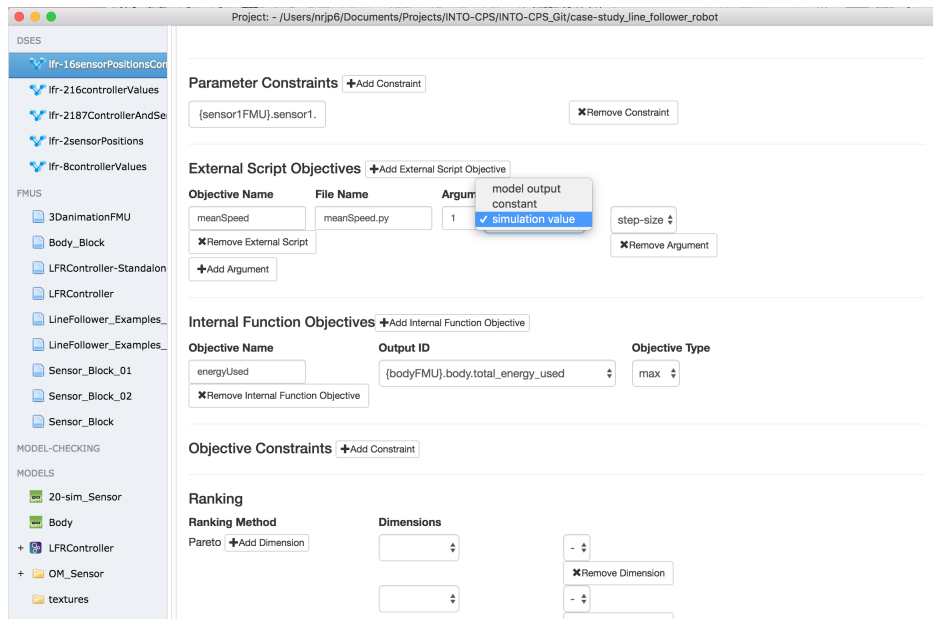 Project: - /Users/nrjp6/Documents/Projects/INTO-CPS/INTO-CPS_Git/case-study_line_follower_robot
DSES
lfr-16sensorPositionsCon
lfr-216controllerValues
lfr-2187ControllerAndSe
lfr-2sensorPositions
lfr-8controllerValues
FMUS
3DanimationFMU
Body_Block
LFRController-Standalon
LFRController
LineFollower_Examples_
LineFollower_Examples_
Sensor_Block_01
Sensor_Block_02
Sensor_Block
MODEL-CHECKING
MODELS
20-sim_Sensor
Body
+ LFRController
+ OM_Sensor
textures
Parameter Constraints +Add Constraint
{sensor1FMU}.sensor1. ✖Remove Constraint
External Script Objectives +Add External Script Objective
Objective Name File Name Argum
model output
constant
✓ simulation value
meanSpeed meanSpeed.py 1 step-size
✖Remove External Script ✖Remove Argument
+Add Argument
Internal Function Objectives +Add Internal Function Objective
Objective Name Output ID Objective Type
energyUsed {bodyFMU}.body.total_energy_used max
✖Remove Internal Function Objective
Objective Constraints +Add Constraint
Ranking
Ranking Method Dimensions
Pareto +Add Dimension -
✖Remove Dimension
-